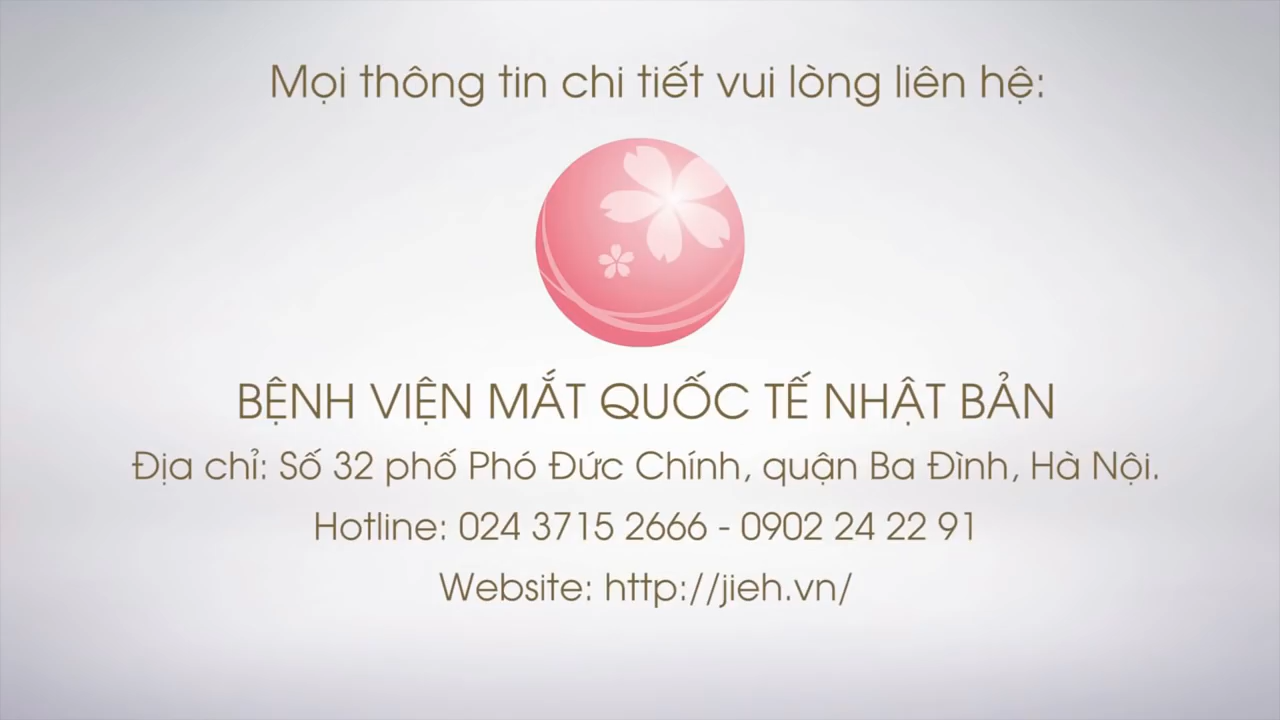 Mọi thông tin chi tiết vui lòng liên hệ:
BỆNH VIỆN MẮT QUỐC TẾ NHẬT BẢN
Địa chỉ: Số 32 phố Phó Đức Chính, quận Ba Đình, Hà Nội.
Hotline: 024 3715 2666 - 0902 24 22 91
Website: http://jieh.vn/